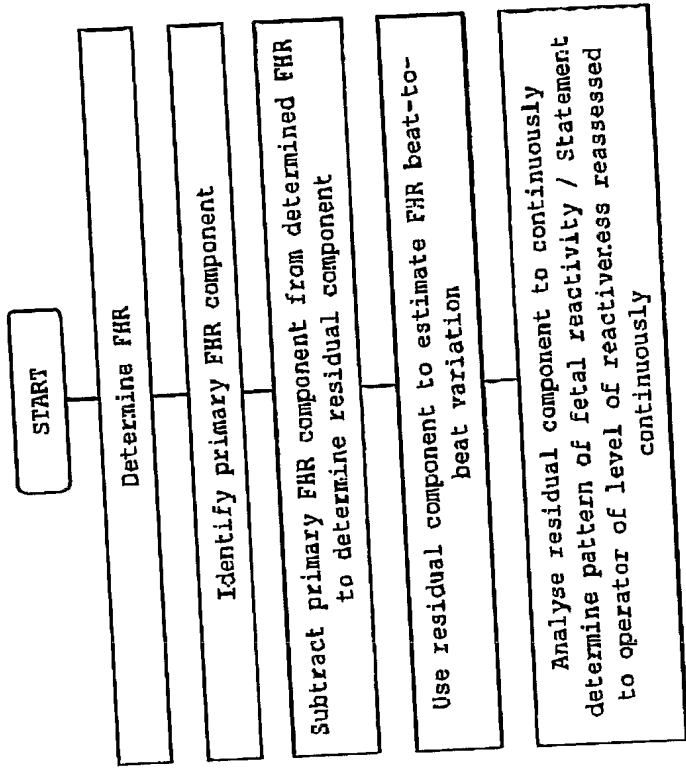 START
Determine FHR
Identify primary FHR component
Subtract primary FHR component from determined FHR
to determine residual component
Use residual component to estimate FHR beat-to-
beat variation
Analyse residual component to continuously
determine pattern of fetal reactivity / Statement
to operator of level of reactiveness reassessed
continuously